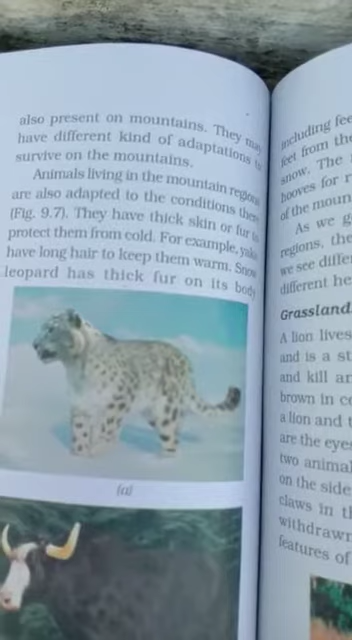 also present on mountains. They may
have different kind of adaptations to
survive on the mountains.
Animals living in the mountain regions
are also adapted to the conditions there
(Fig. 9.7). They have thick skin or fur to
protect them from cold. For example, yaks
have long hair to keep them warm. Snow
leopard has thick fur on its body
(a)
including fee
feet from the
snow. The
hooves for r
of the moun
As we g
regions, the
we see differ
different he
Grassland
A lion lives
and is a st
and kill an
brown in co
a lion and t
are the eyes
two animal
on the side
claws in th
withdrawn
features of